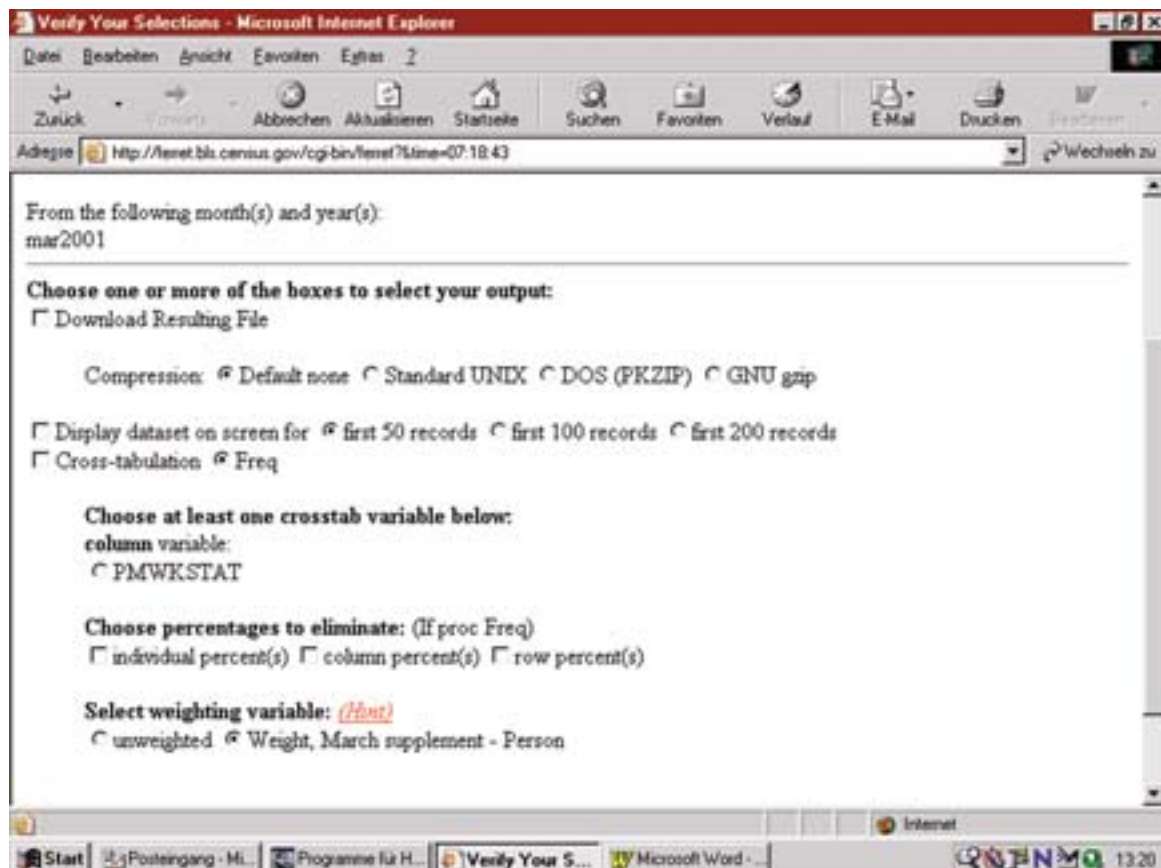 Verify Your Selections - Microsoft Internet Explorer
Datei Bearbeiten Ansicht Favoriten Extras ?
Zurück Vorwärts Abbrechen Aktualisieren Startseite Suchen Favoriten Verlauf E-Mail Drucken Bearbeiten
Adresse http://ferret.bls.census.gov/cgi-bin/ferret?&time=07:18:43 Wechseln zu
From the following month(s) and year(s):
mar2001
Choose one or more of the boxes to select your output:
Download Resulting File
Compression: Default none Standard UNIX DOS (PKZIP) GNU gzip
Display dataset on screen for first 50 records first 100 records first 200 records
Cross-tabulation Freq
Choose at least one crosstab variable below:
column variable:
PMWKSTAT
Choose percentages to eliminate: (If proc Freq)
individual percent(s) column percent(s) row percent(s)
Select weighting variable: (Hint)
unweighted Weight, March supplement - Person
Internet
Start Posteingang - Mi... Programme für H... Verify Your S... Microsoft Word - ... 13:20